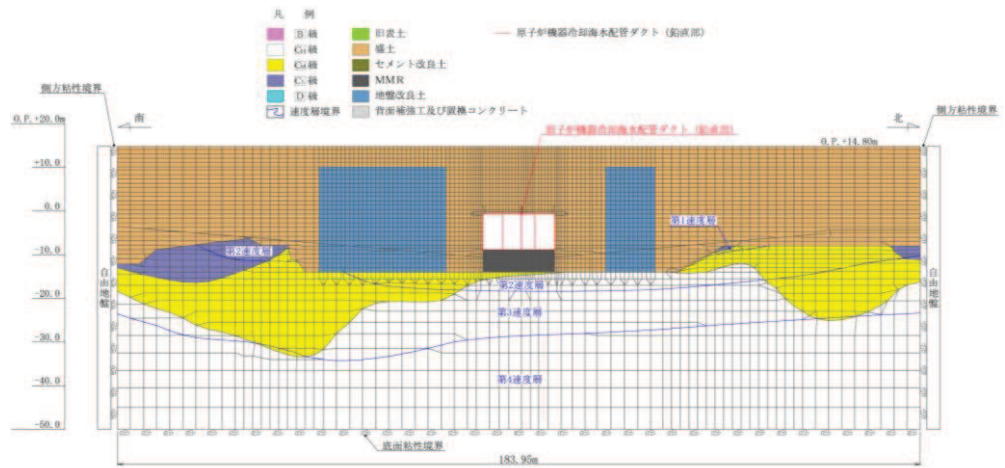 凡 例
B 級
旧表土
原子炉機器冷却海水配管ダクト (鉛直部)
CH 級
盛土
CM 級
セメント改良土
CL 級
MMR
D 級
地盤改良土
速度層境界
背面補強工及び置換コンクリート
側方粘性境界
側方粘性境界
O.P.+20.0m
南
北
原子炉機器冷却海水配管ダクト (鉛直部)
O.P.+14.80m
+10.0
0.0
第1速度層
-10.0
第2速度層
自由地盤
自由地盤
第2速度層
-20.0
第3速度層
-30.0
第4速度層
-40.0
-50.0
底面粘性境界
183.95m